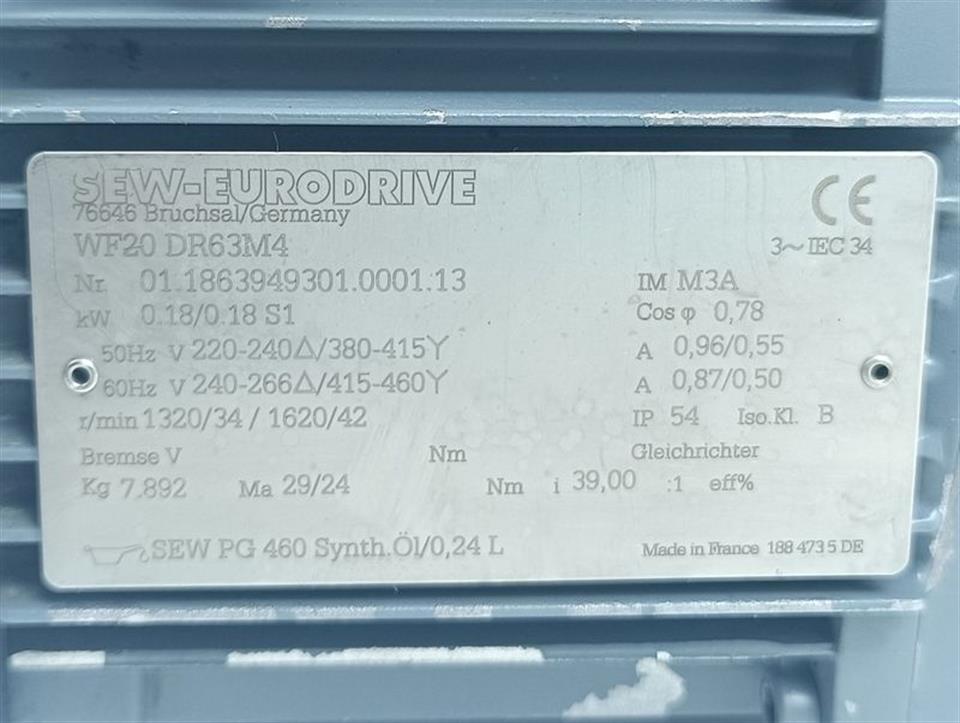 SEW-EURODRIVE
CE
76646 Bruchsal/Germany
WF20 DR63M4 3~IEC 34
Nr. 01.1863949301.0001.13 IM M3A
kW 0.18/0.18 S1 Cos φ 0,78
50Hz V 220-240△/380-415Y A 0,96/0,55
60Hz V 240-266△/415-460Y A 0,87/0,50
r/min 1320/34 / 1620/42 IP 54 Iso.Kl. B
Bremse V Nm Gleichrichter
Kg 7.892 Ma 29/24 Nm i 39,00 :1 eff%
SEW PG 460 Synth.Öl/0,24 L Made in France 188 473 5 DE